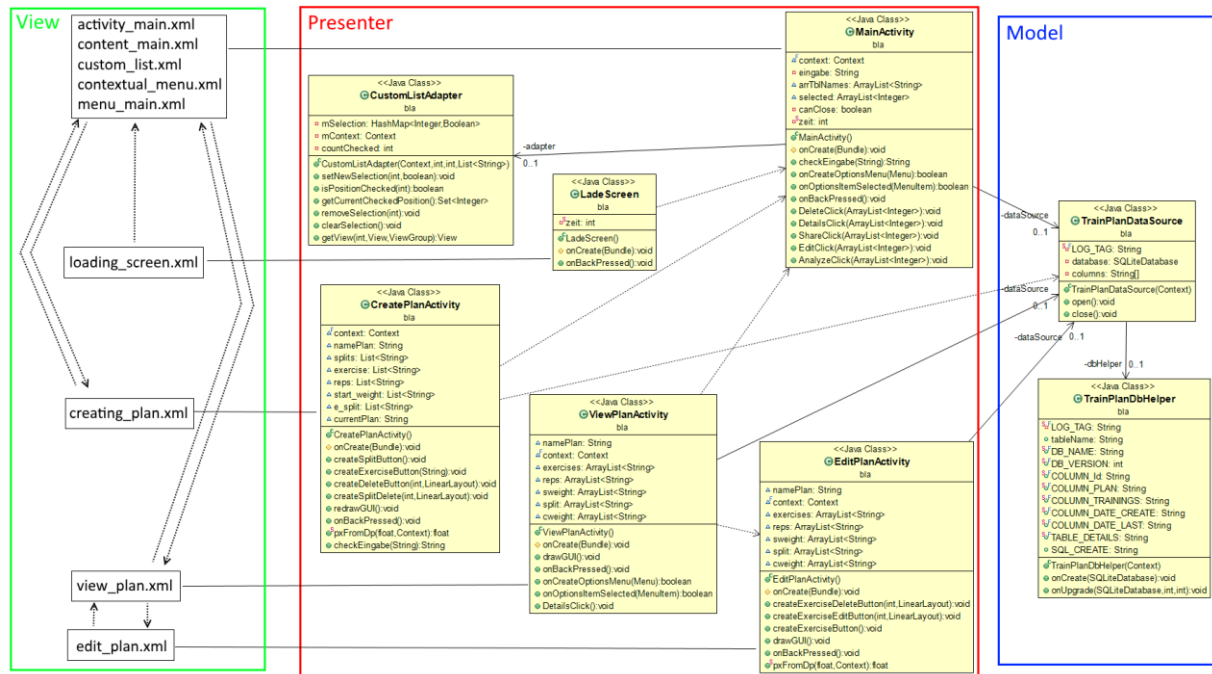 View
activity_main.xml
content_main.xml
custom_list.xml
contextual_menu.xml
menu_main.xml
loading_screen.xml
creating_plan.xml
view_plan.xml
edit_plan.xml
Presenter
<<Java Class>>
CustomListAdapter
bla
mSelection: HashMap<Integer,Boolean>
mContext: Context
countChecked: int
CustomListAdapter(Context,int,int,List<String>)
setNewSelection(int,boolean):void
isPositionChecked(int):boolean
getCurrentCheckedPosition():Set<Integer>
removeSelection(int):void
clearSelection():void
getView(int,View,ViewGroup):View
-adapter
0..1
<<Java Class>>
MainActivity
bla
context: Context
eingabe: String
arrTblNames: ArrayList<String>
selected: ArrayList<Integer>
canClose: boolean
zeit: int
MainActivity()
onCreate(Bundle):void
checkEingabe(String):String
onCreateOptionsMenu(Menu):boolean
onOptionsItemSelected(MenuItem):boolean
onBackPressed():void
DeleteClick(ArrayList<Integer>):void
DetailsClick(ArrayList<Integer>):void
ShareClick(ArrayList<Integer>):void
EditClick(ArrayList<Integer>):void
AnalyzeClick(ArrayList<Integer>):void
<<Java Class>>
LadeScreen
bla
zeit: int
LadeScreen()
onCreate(Bundle):void
onBackPressed():void
<<Java Class>>
CreatePlanActivity
bla
context: Context
namePlan: String
splits: List<String>
exercise: List<String>
reps: List<String>
start_weight: List<String>
e_split: List<String>
currentPlan: String
CreatePlanActivity()
onCreate(Bundle):void
createSplitButton():void
createExerciseButton(String):void
createDeleteButton(int,LinearLayout):void
createSplitDelete(int,LinearLayout):void
redrawGUI():void
onBackPressed():void
pxFromDp(float,Context):float
checkEingabe(String):String
<<Java Class>>
ViewPlanActivity
bla
namePlan: String
context: Context
exercises: ArrayList<String>
reps: ArrayList<String>
sweight: ArrayList<String>
split: ArrayList<String>
cweight: ArrayList<String>
ViewPlanActivity()
onCreate(Bundle):void
drawGUI():void
onBackPressed():void
onCreateOptionsMenu(Menu):boolean
onOptionsItemSelected(MenuItem):boolean
DetailsClick():void
<<Java Class>>
EditPlanActivity
bla
namePlan: String
context: Context
exercises: ArrayList<String>
reps: ArrayList<String>
sweight: ArrayList<String>
split: ArrayList<String>
cweight: ArrayList<String>
EditPlanActivity()
onCreate(Bundle):void
createExerciseDeleteButton(int,LinearLayout):void
createExerciseEditButton(int,LinearLayout):void
createExerciseButton():void
drawGUI():void
onBackPressed():void
pxFromDp(float,Context):float
Model
-dataSource
0..1
-dataSource
0..1
-dataSource 0..1
<<Java Class>>
TrainPlanDataSource
bla
LOG_TAG: String
database: SQLiteDatabase
columns: String[]
TrainPlanDataSource(Context)
open():void
close():void
-dbHelper 0..1
<<Java Class>>
TrainPlanDbHelper
bla
LOG_TAG: String
tableName: String
DB_NAME: String
DB_VERSION: int
COLUMN_Id: String
COLUMN_PLAN: String
COLUMN_TRAININGS: String
COLUMN_DATE_CREATE: String
COLUMN_DATE_LAST: String
TABLE_DETAILS: String
SQL_CREATE: String
TrainPlanDbHelper(Context)
onCreate(SQLiteDatabase):void
onUpgrade(SQLiteDatabase,int,int):void